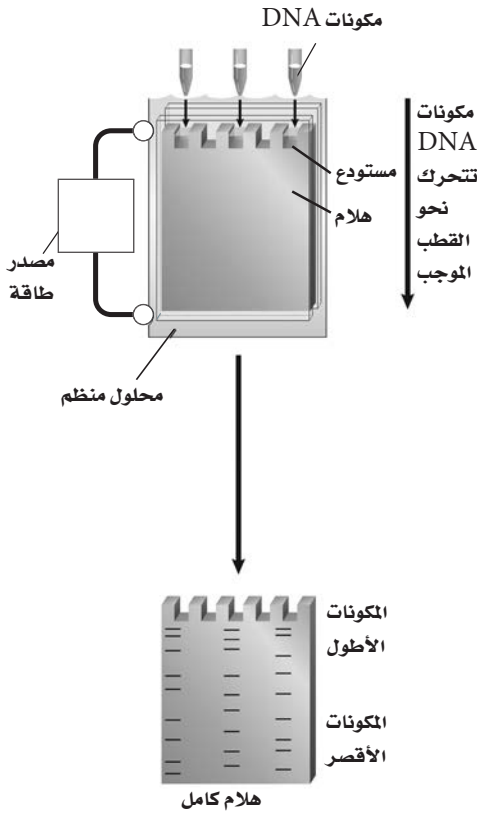 مكونات DNA
مكونات
DNA
تتحرك
نحو
القطب
الموجب
مستودع
هلام
مصدر
طاقة
محلول منظم
المكونات
الأطول
المكونات
الأقصر
هلام كامل